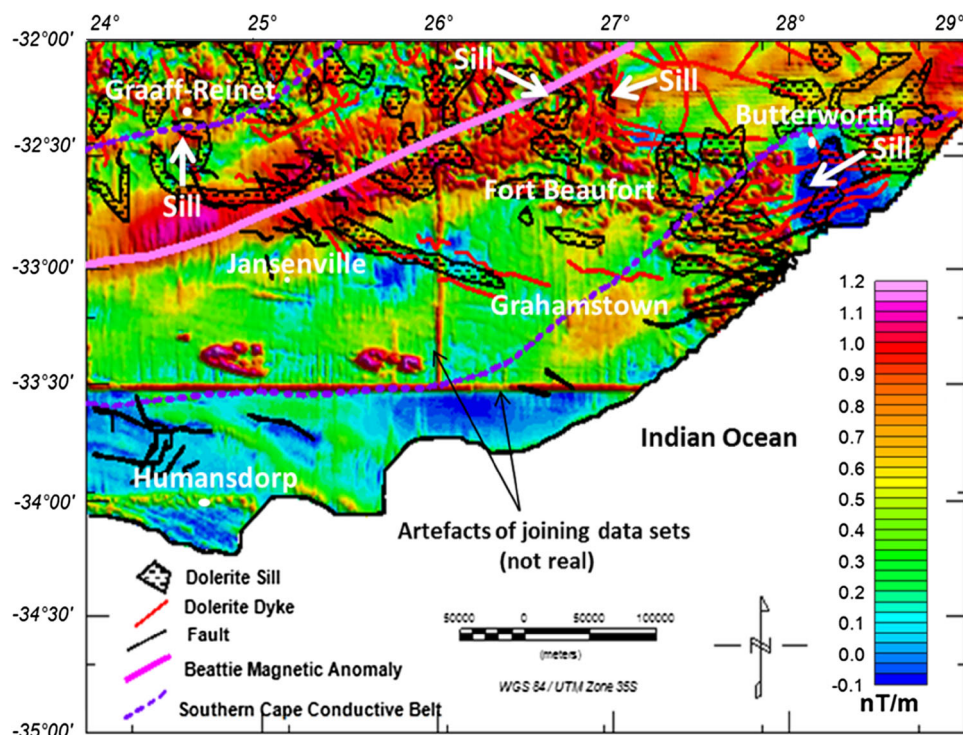 24° 25° 26° 27° 28° 29°
-32°00'
Sill
Sill
Graaff-Reinet
Butterworth
-32°30'
Sill
Sill
Fort Beaufort
-33°00'
Jansenville
Grahamstown
1.2
1.1
1.0
0.9
0.8
0.7
0.6
0.5
0.4
0.3
0.2
0.1
0.0
-0.1
nT/m
-33°30'
Indian Ocean
Humansdorp
-34°00'
Artefacts of joining data sets
(not real)
Dolerite Sill
Dolerite Dyke
-34°30'
Fault
Beattie Magnetic Anomaly
Southern Cape Conductive Belt
-35°00'
50000 0 50000 100000
(meters)
WGS 84 / UTM Zone 35S